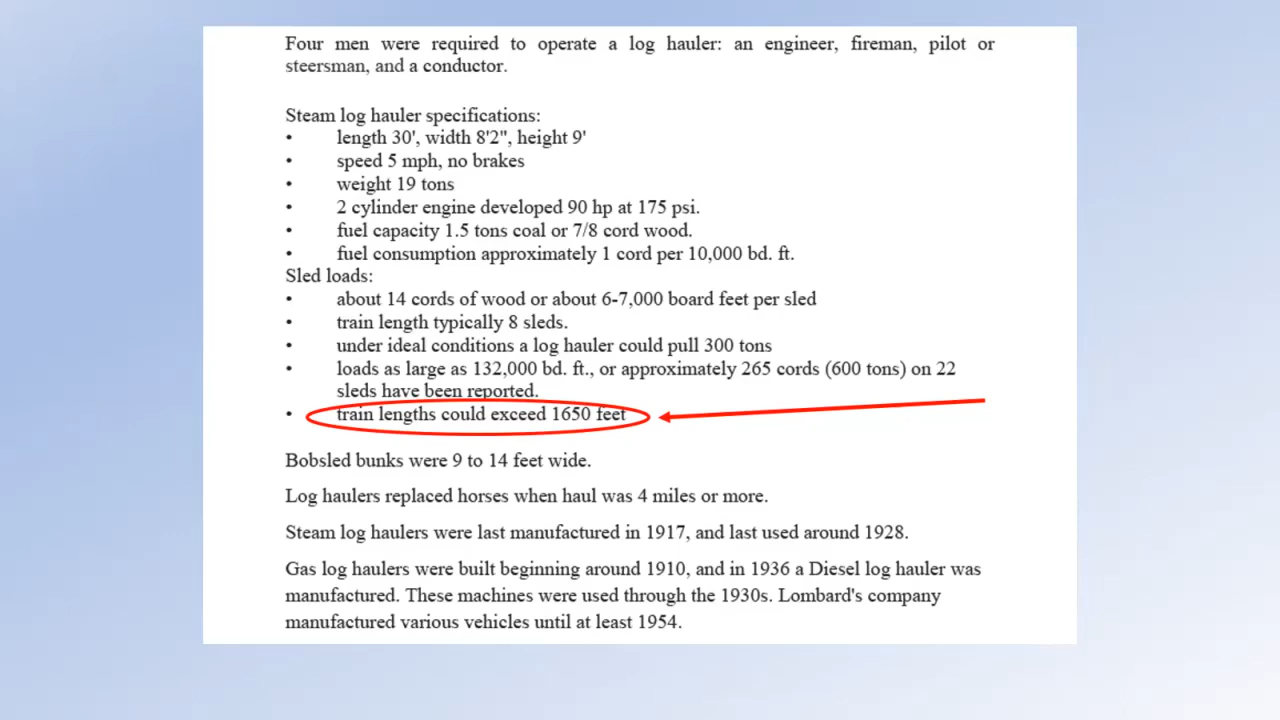 Four men were required to operate a log hauler: an engineer, fireman, pilot or
steersman, and a conductor.
Steam log hauler specifications:
• length 30', width 8'2", height 9'
• speed 5 mph, no brakes
• weight 19 tons
• 2 cylinder engine developed 90 hp at 175 psi.
• fuel capacity 1.5 tons coal or 7/8 cord wood.
• fuel consumption approximately 1 cord per 10,000 bd. ft.
Sled loads:
• about 14 cords of wood or about 6-7,000 board feet per sled
• train length typically 8 sleds.
• under ideal conditions a log hauler could pull 300 tons
• loads as large as 132,000 bd. ft., or approximately 265 cords (600 tons) on 22
sleds have been reported.
• train lengths could exceed 1650 feet
Bobsled bunks were 9 to 14 feet wide.
Log haulers replaced horses when haul was 4 miles or more.
Steam log haulers were last manufactured in 1917, and last used around 1928.
Gas log haulers were built beginning around 1910, and in 1936 a Diesel log hauler was
manufactured. These machines were used through the 1930s. Lombard's company
manufactured various vehicles until at least 1954.